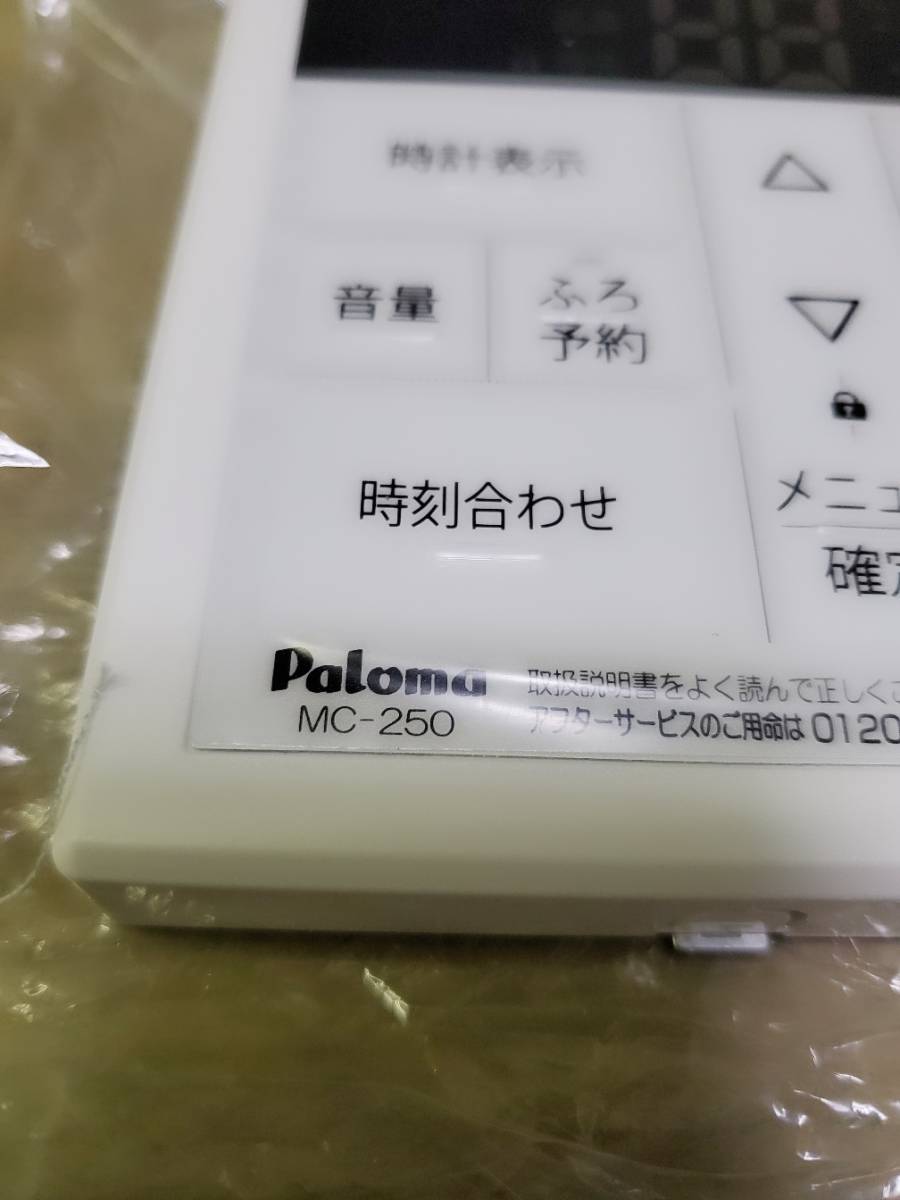 時計表示
音量
ふろ
予約
時刻合わせ
メニュ
確定
Paloma
MC-250
取扱説明書をよく読んで正しくご
アフターサービスのご用命は 0120